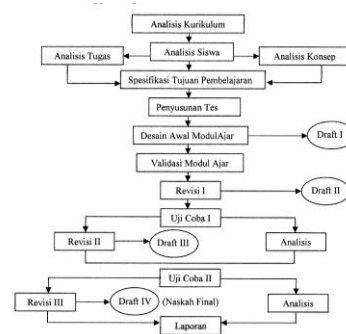 Analisis Kurikulum
Analisis Tugas
Analisis Siswa
Analisis Konsep
Spesifikasi Tujuan Pembelajaran
Penyusunan Tes
Desain Awal ModulAjar
Draft I
Validasi Modul Ajar
Revisi I
Draft II
Uji Coba I
Revisi II
Draft III
Analisis
Uji Coba II
Revisi III
Draft IV
(Naskah Final)
Analisis
Laporan